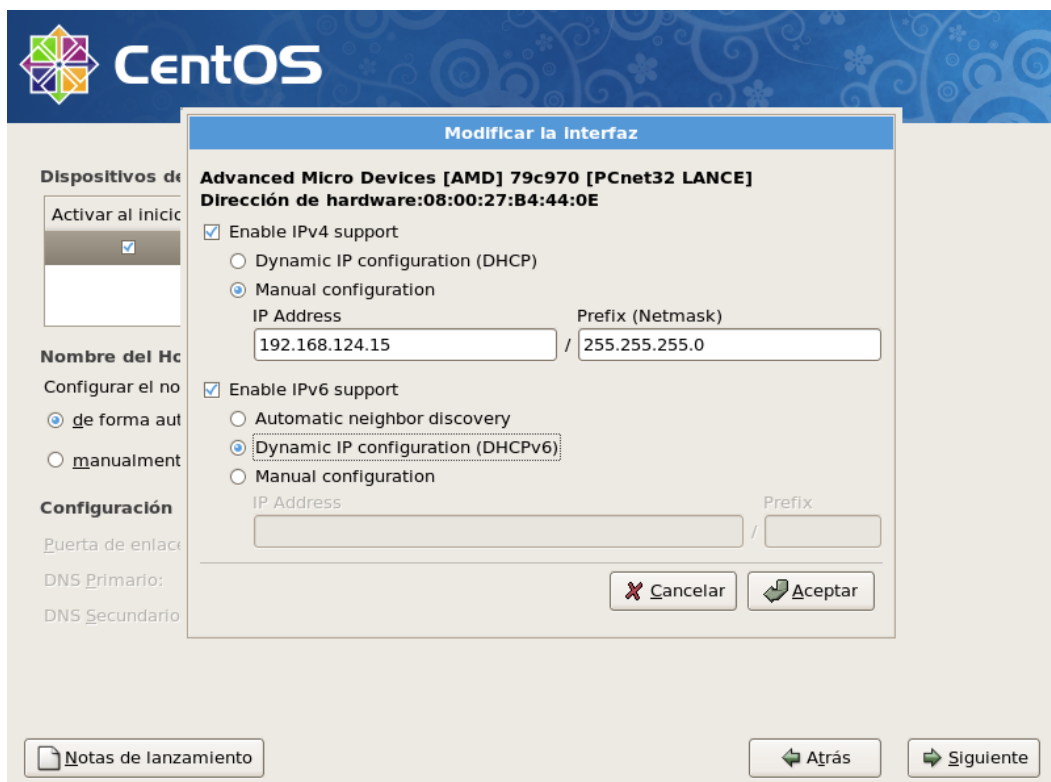 CentOS
Modificar la interfaz
Dispositivos de
Advanced Micro Devices [AMD] 79c970 [PCnet32 LANCE]
Dirección de hardware:08:00:27:B4:44:0E
Activar al inicio
Enable IPv4 support
Dynamic IP configuration (DHCP)
Manual configuration
IP Address Prefix (Netmask)
192.168.124.15 / 255.255.255.0
Nombre del Ho
Configurar el no
Enable IPv6 support
de forma aut
Automatic neighbor discovery
Dynamic IP configuration (DHCPv6)
manualment
Manual configuration
IP Address Prefix
/
Configuración
Puerta de enlace
DNS Primario:
DNS Secundario
Cancelar Aceptar
Notas de lanzamiento Atrás Siguiente